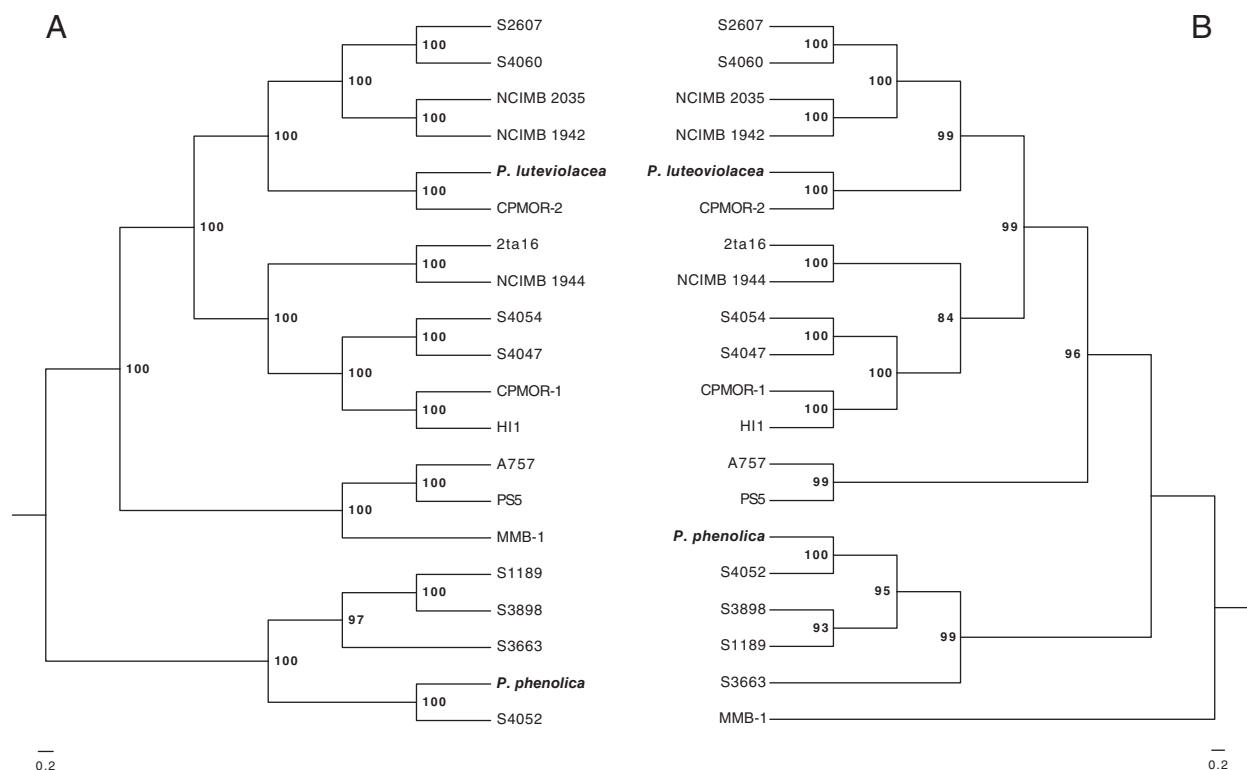 A
B
S2607
100
S4060
100
NCIMB 2035
100
NCIMB 1942
100
P. luteviolacea
100
CPMOR-2
100
2ta16
100
NCIMB 1944
100
S4054
100
S4047
100
CPMOR-1
100
HI1
100
A757
100
PS5
100
MMB-1
S1189
100
S3898
97
S3663
100
P. phenolica
100
S4052
0.2
S2607
100
S4060
100
NCIMB 2035
100
NCIMB 1942
99
P. luteoviolacea
100
CPMOR-2
99
2ta16
100
NCIMB 1944
84
S4054
100
S4047
96
100
CPMOR-1
100
HI1
A757
99
PS5
P. phenolica
100
S4052
95
S3898
93
S1189
99
S3663
MMB-1
0.2